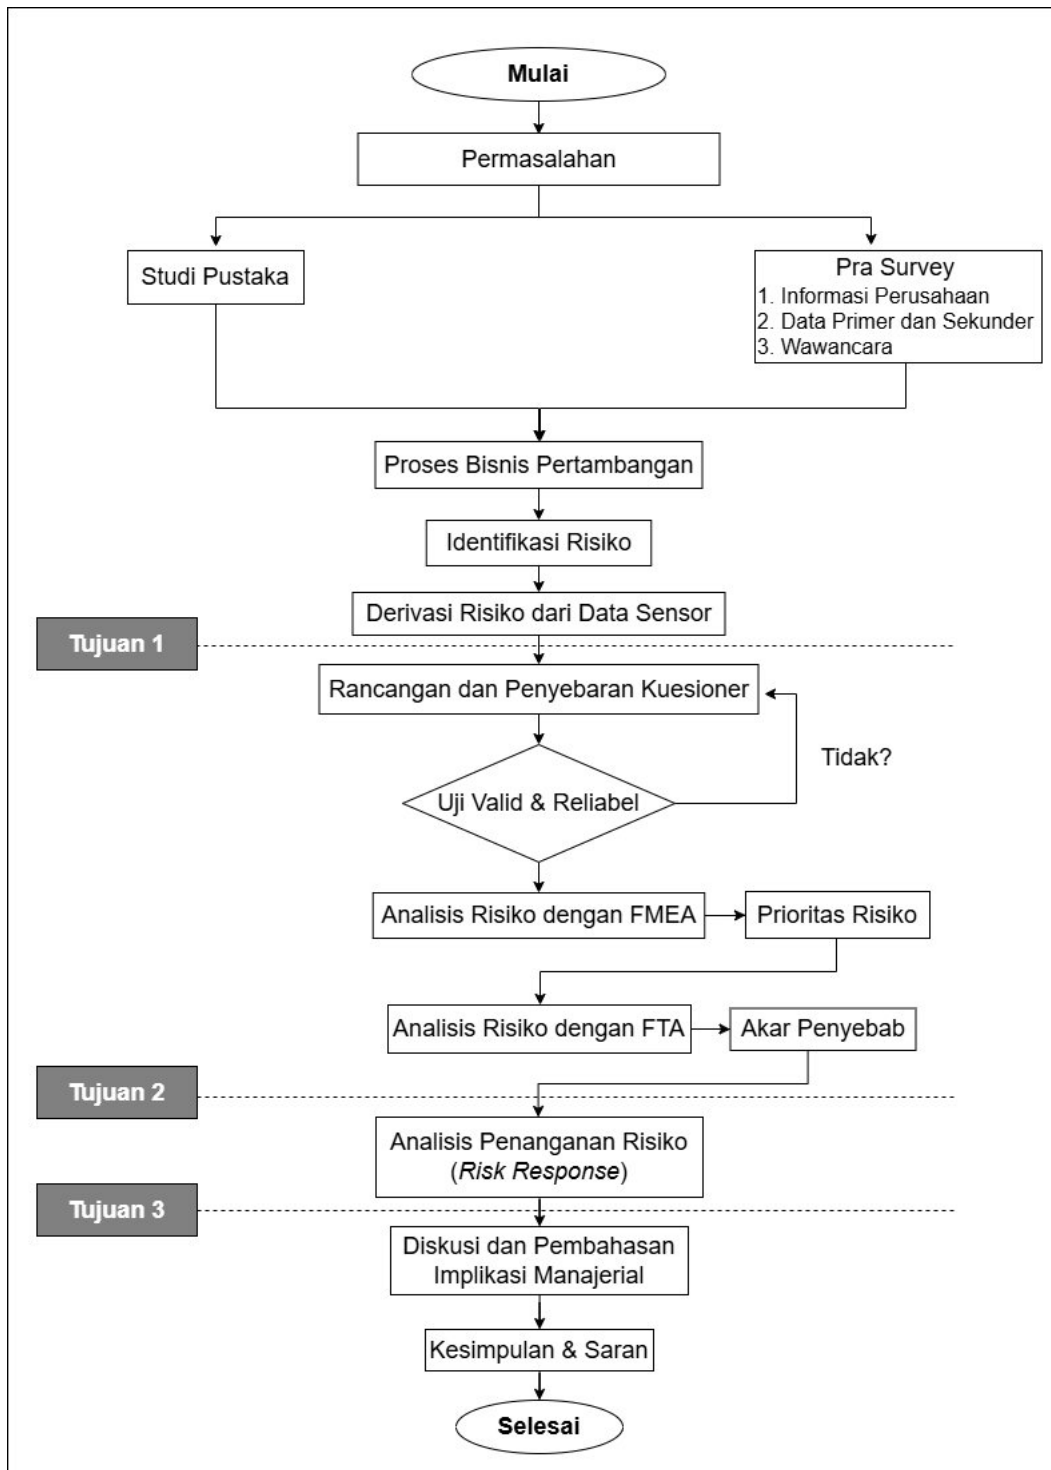 Mulai
Permasalahan
Studi Pustaka
Pra Survey
1. Informasi Perusahaan
2. Data Primer dan Sekunder
3. Wawancara
Proses Bisnis Pertambangan
Identifikasi Risiko
Derivasi Risiko dari Data Sensor
Tujuan 1
Rancangan dan Penyebaran Kuesioner
Tidak?
Uji Valid & Reliabel
Analisis Risiko dengan FMEA
Prioritas Risiko
Analisis Risiko dengan FTA
Akar Penyebab
Tujuan 2
Analisis Penanganan Risiko
(Risk Response)
Tujuan 3
Diskusi dan Pembahasan
Implikasi Manajerial
Kesimpulan & Saran
Selesai